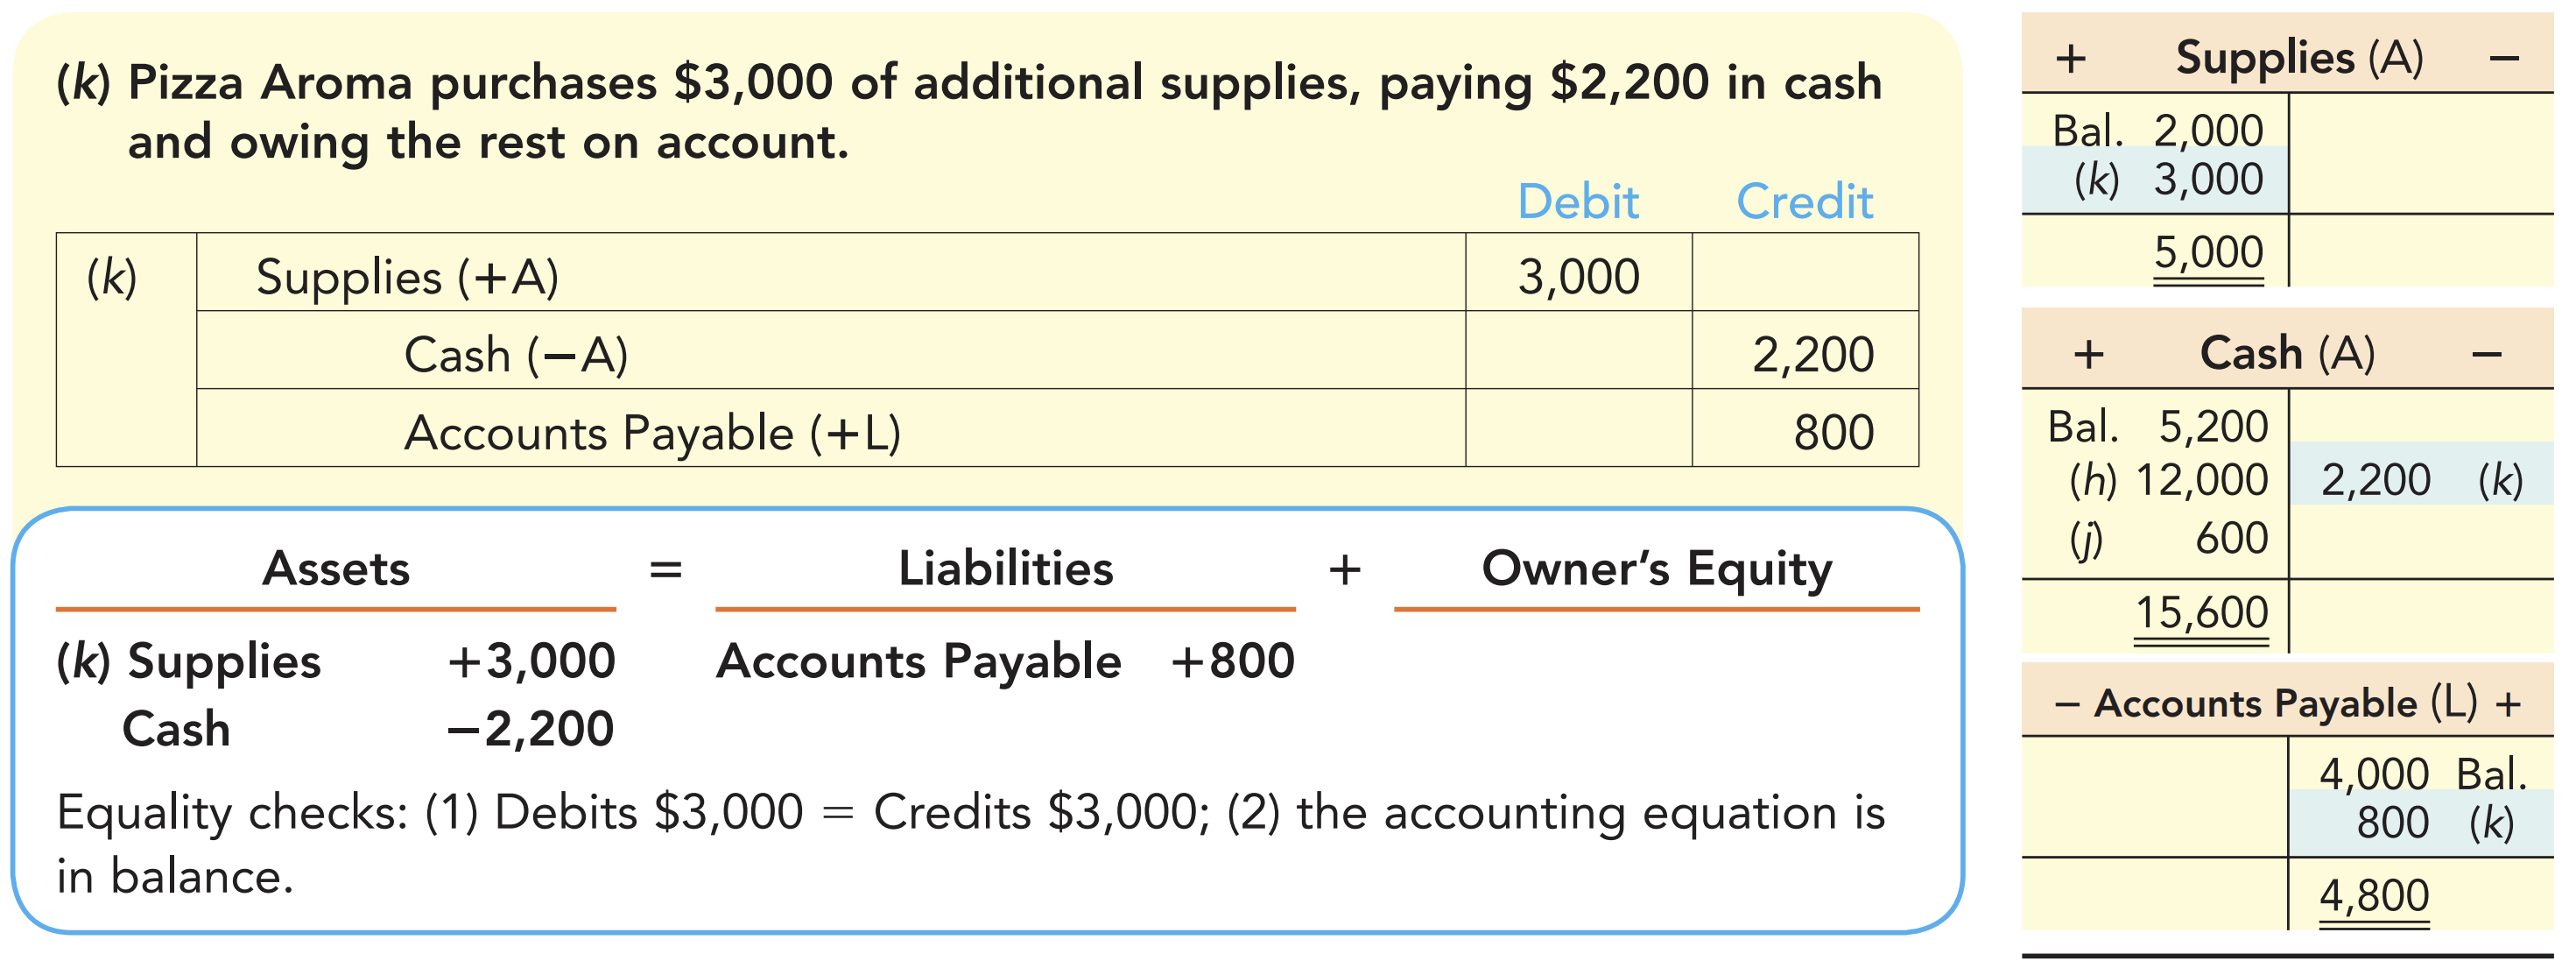 (k) Pizza Aroma purchases $3,000 of additional supplies, paying $2,200 in cash
and owing the rest on account.
Debit Credit
(k) Supplies (+A) 3,000
Cash (−A) 2,200
Accounts Payable (+L) 800
Assets = Liabilities + Owner’s Equity
(k) Supplies +3,000 Accounts Payable +800
Cash −2,200
Equality checks: (1) Debits $3,000 = Credits $3,000; (2) the accounting equation is
in balance.
+ Supplies (A) −
Bal. 2,000
(k) 3,000
5,000
+ Cash (A) −
Bal. 5,200
(h) 12,000 2,200 (k)
(j) 600
15,600
− Accounts Payable (L) +
4,000 Bal.
800 (k)
4,800